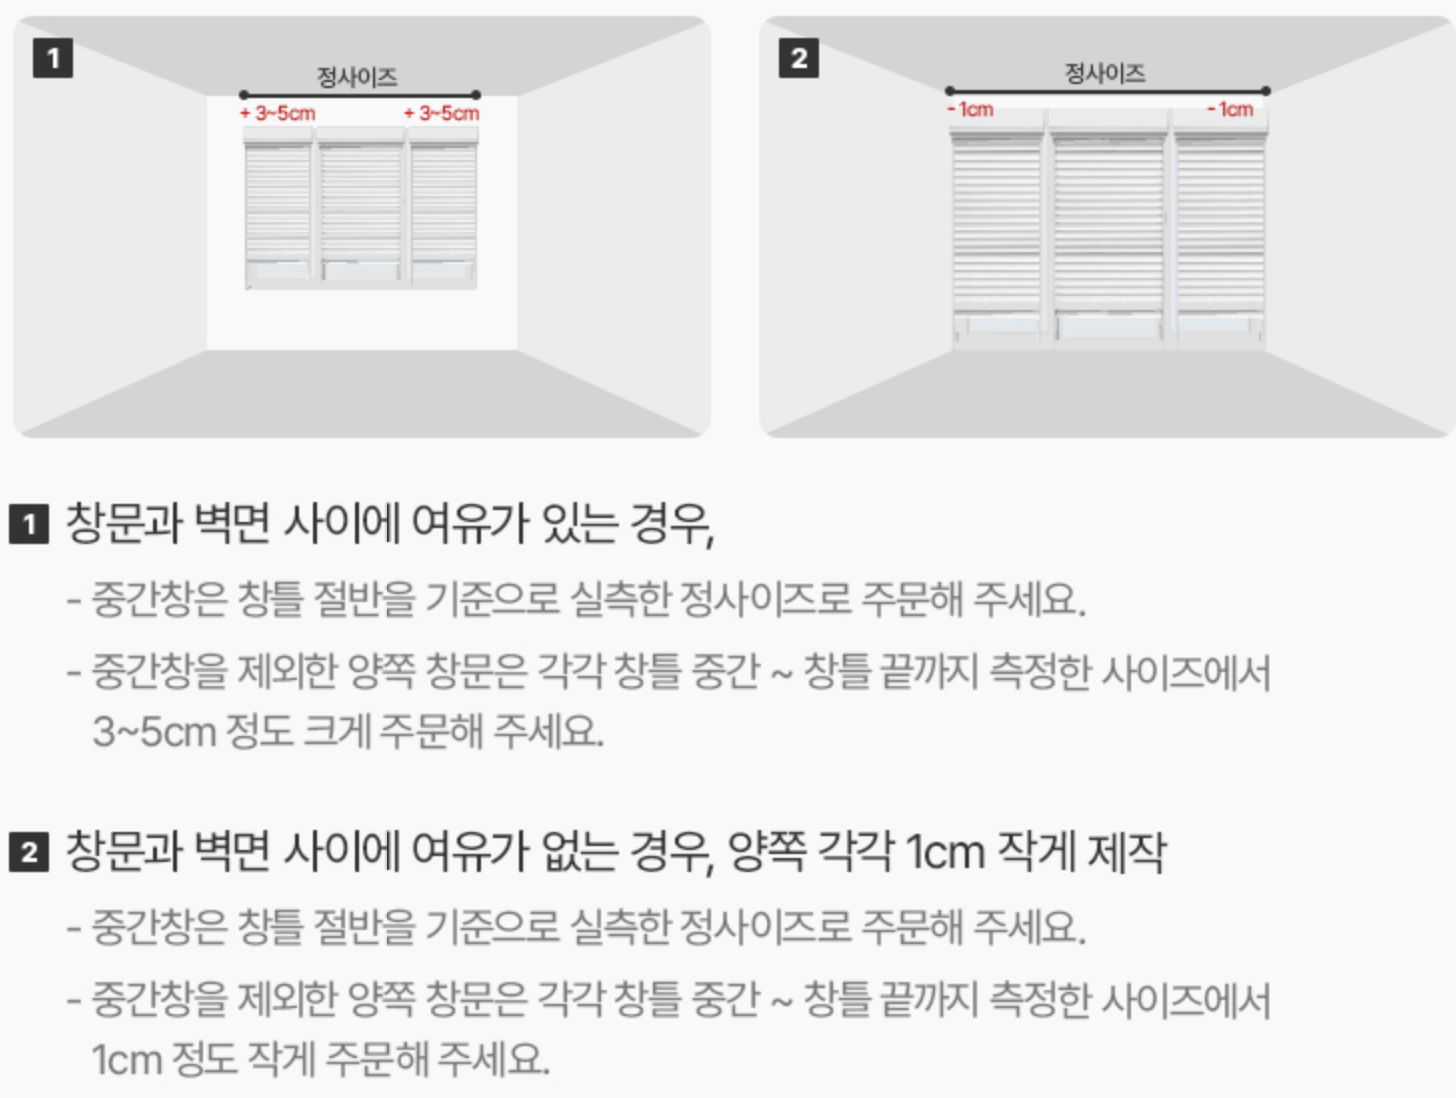 1
정사이즈
+ 3~5cm + 3~5cm
2
정사이즈
- 1cm - 1cm
1 창문과 벽면 사이에 여유가 있는 경우,
- 중간창은 창틀 절반을 기준으로 실측한 정사이즈로 주문해 주세요.
- 중간창을 제외한 양쪽 창문은 각각 창틀 중간 ~ 창틀 끝까지 측정한 사이즈에서
3~5cm 정도 크게 주문해 주세요.
2 창문과 벽면 사이에 여유가 없는 경우, 양쪽 각각 1cm 작게 제작
- 중간창은 창틀 절반을 기준으로 실측한 정사이즈로 주문해 주세요.
- 중간창을 제외한 양쪽 창문은 각각 창틀 중간 ~ 창틀 끝까지 측정한 사이즈에서
1cm 정도 작게 주문해 주세요.